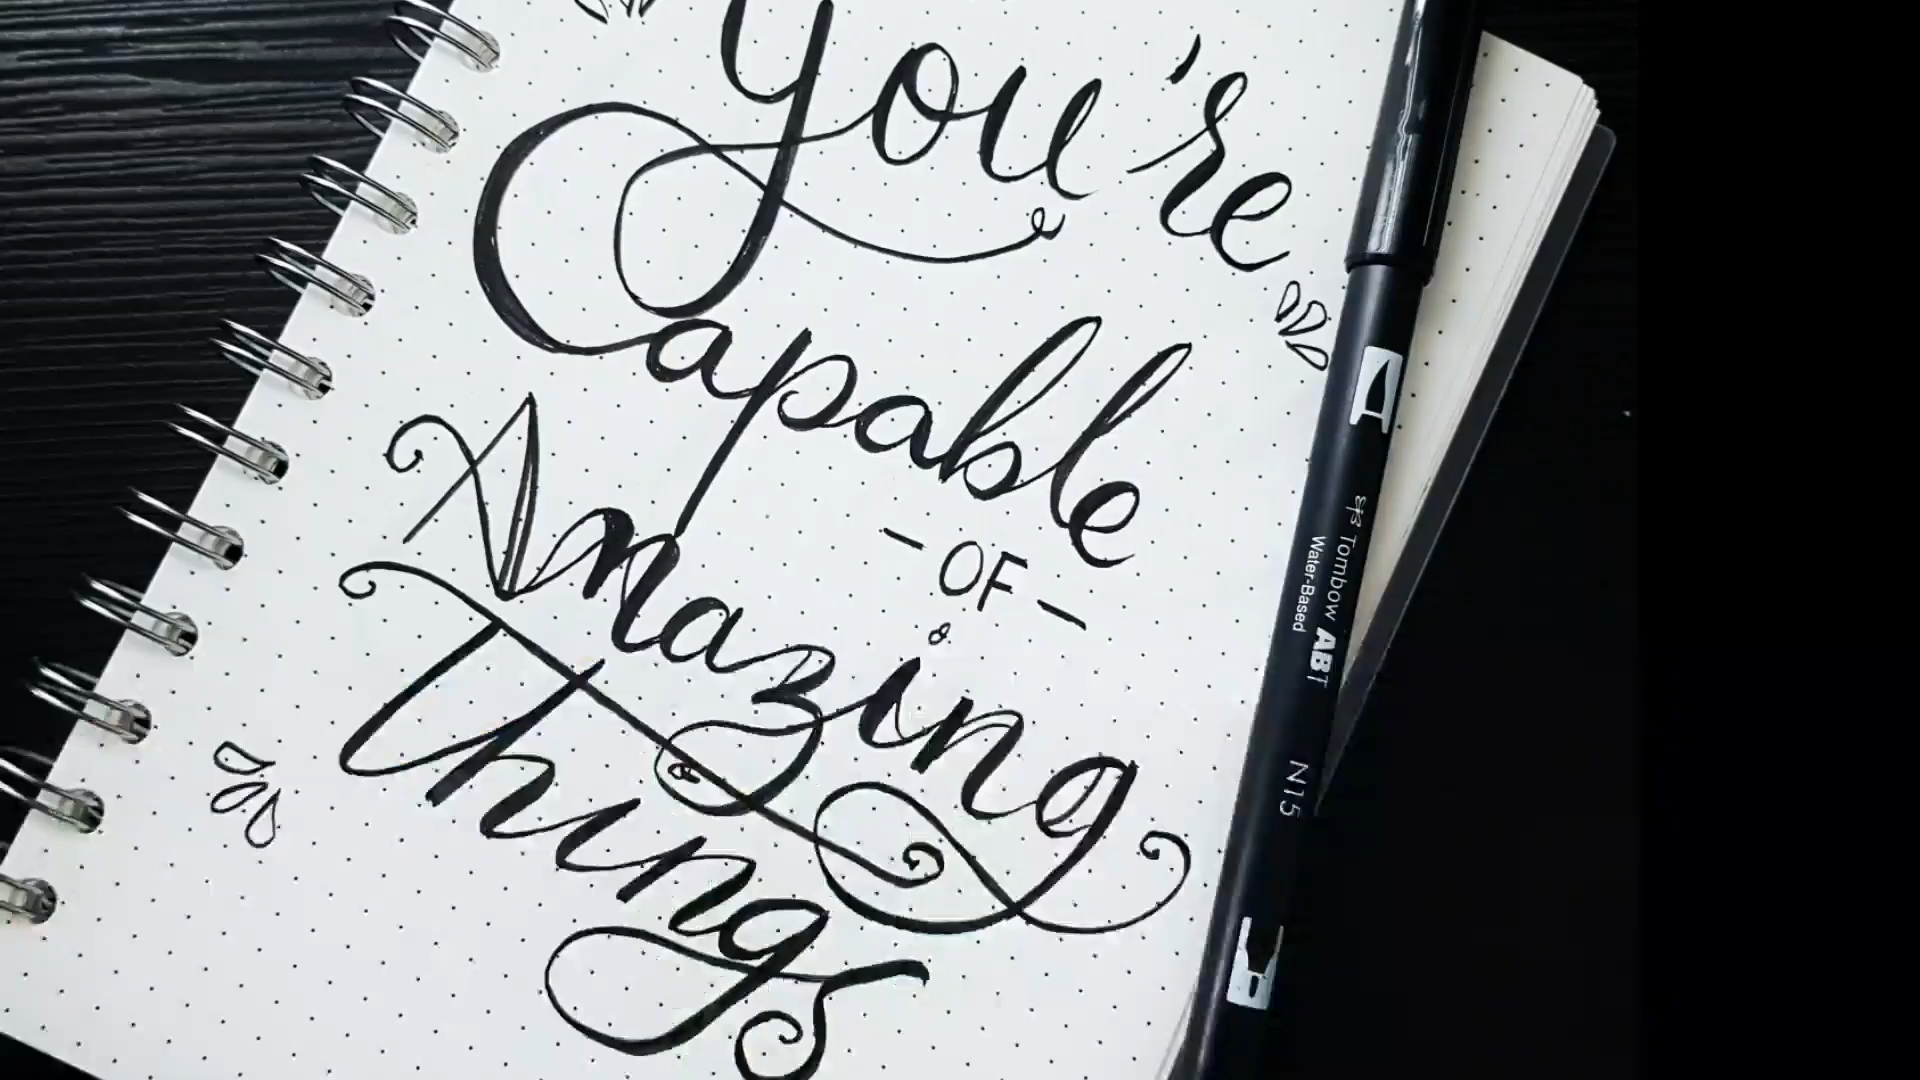 You're
Capable
- OF -
Amazing
Things
Tombow ABT
Water-Based
N15